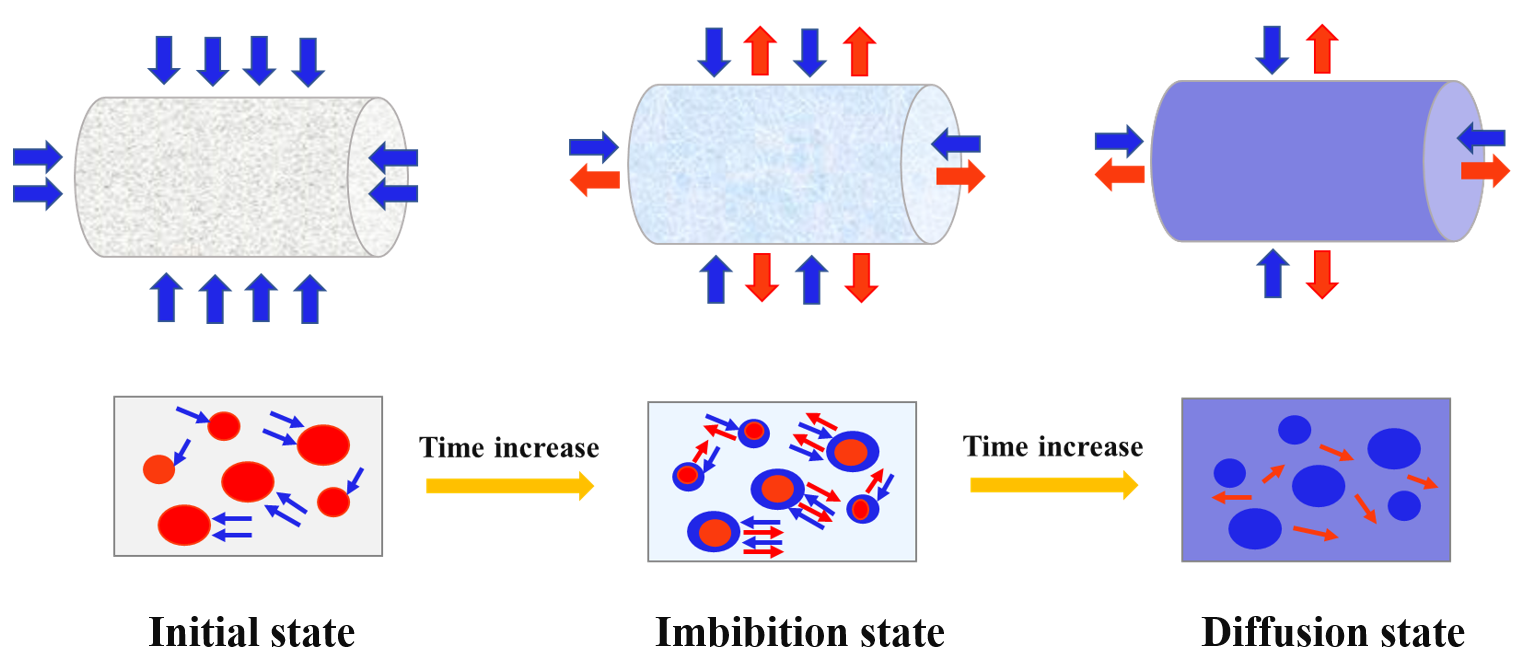 Time increase
Time increase
Initial state
Imbibition state
Diffusion state